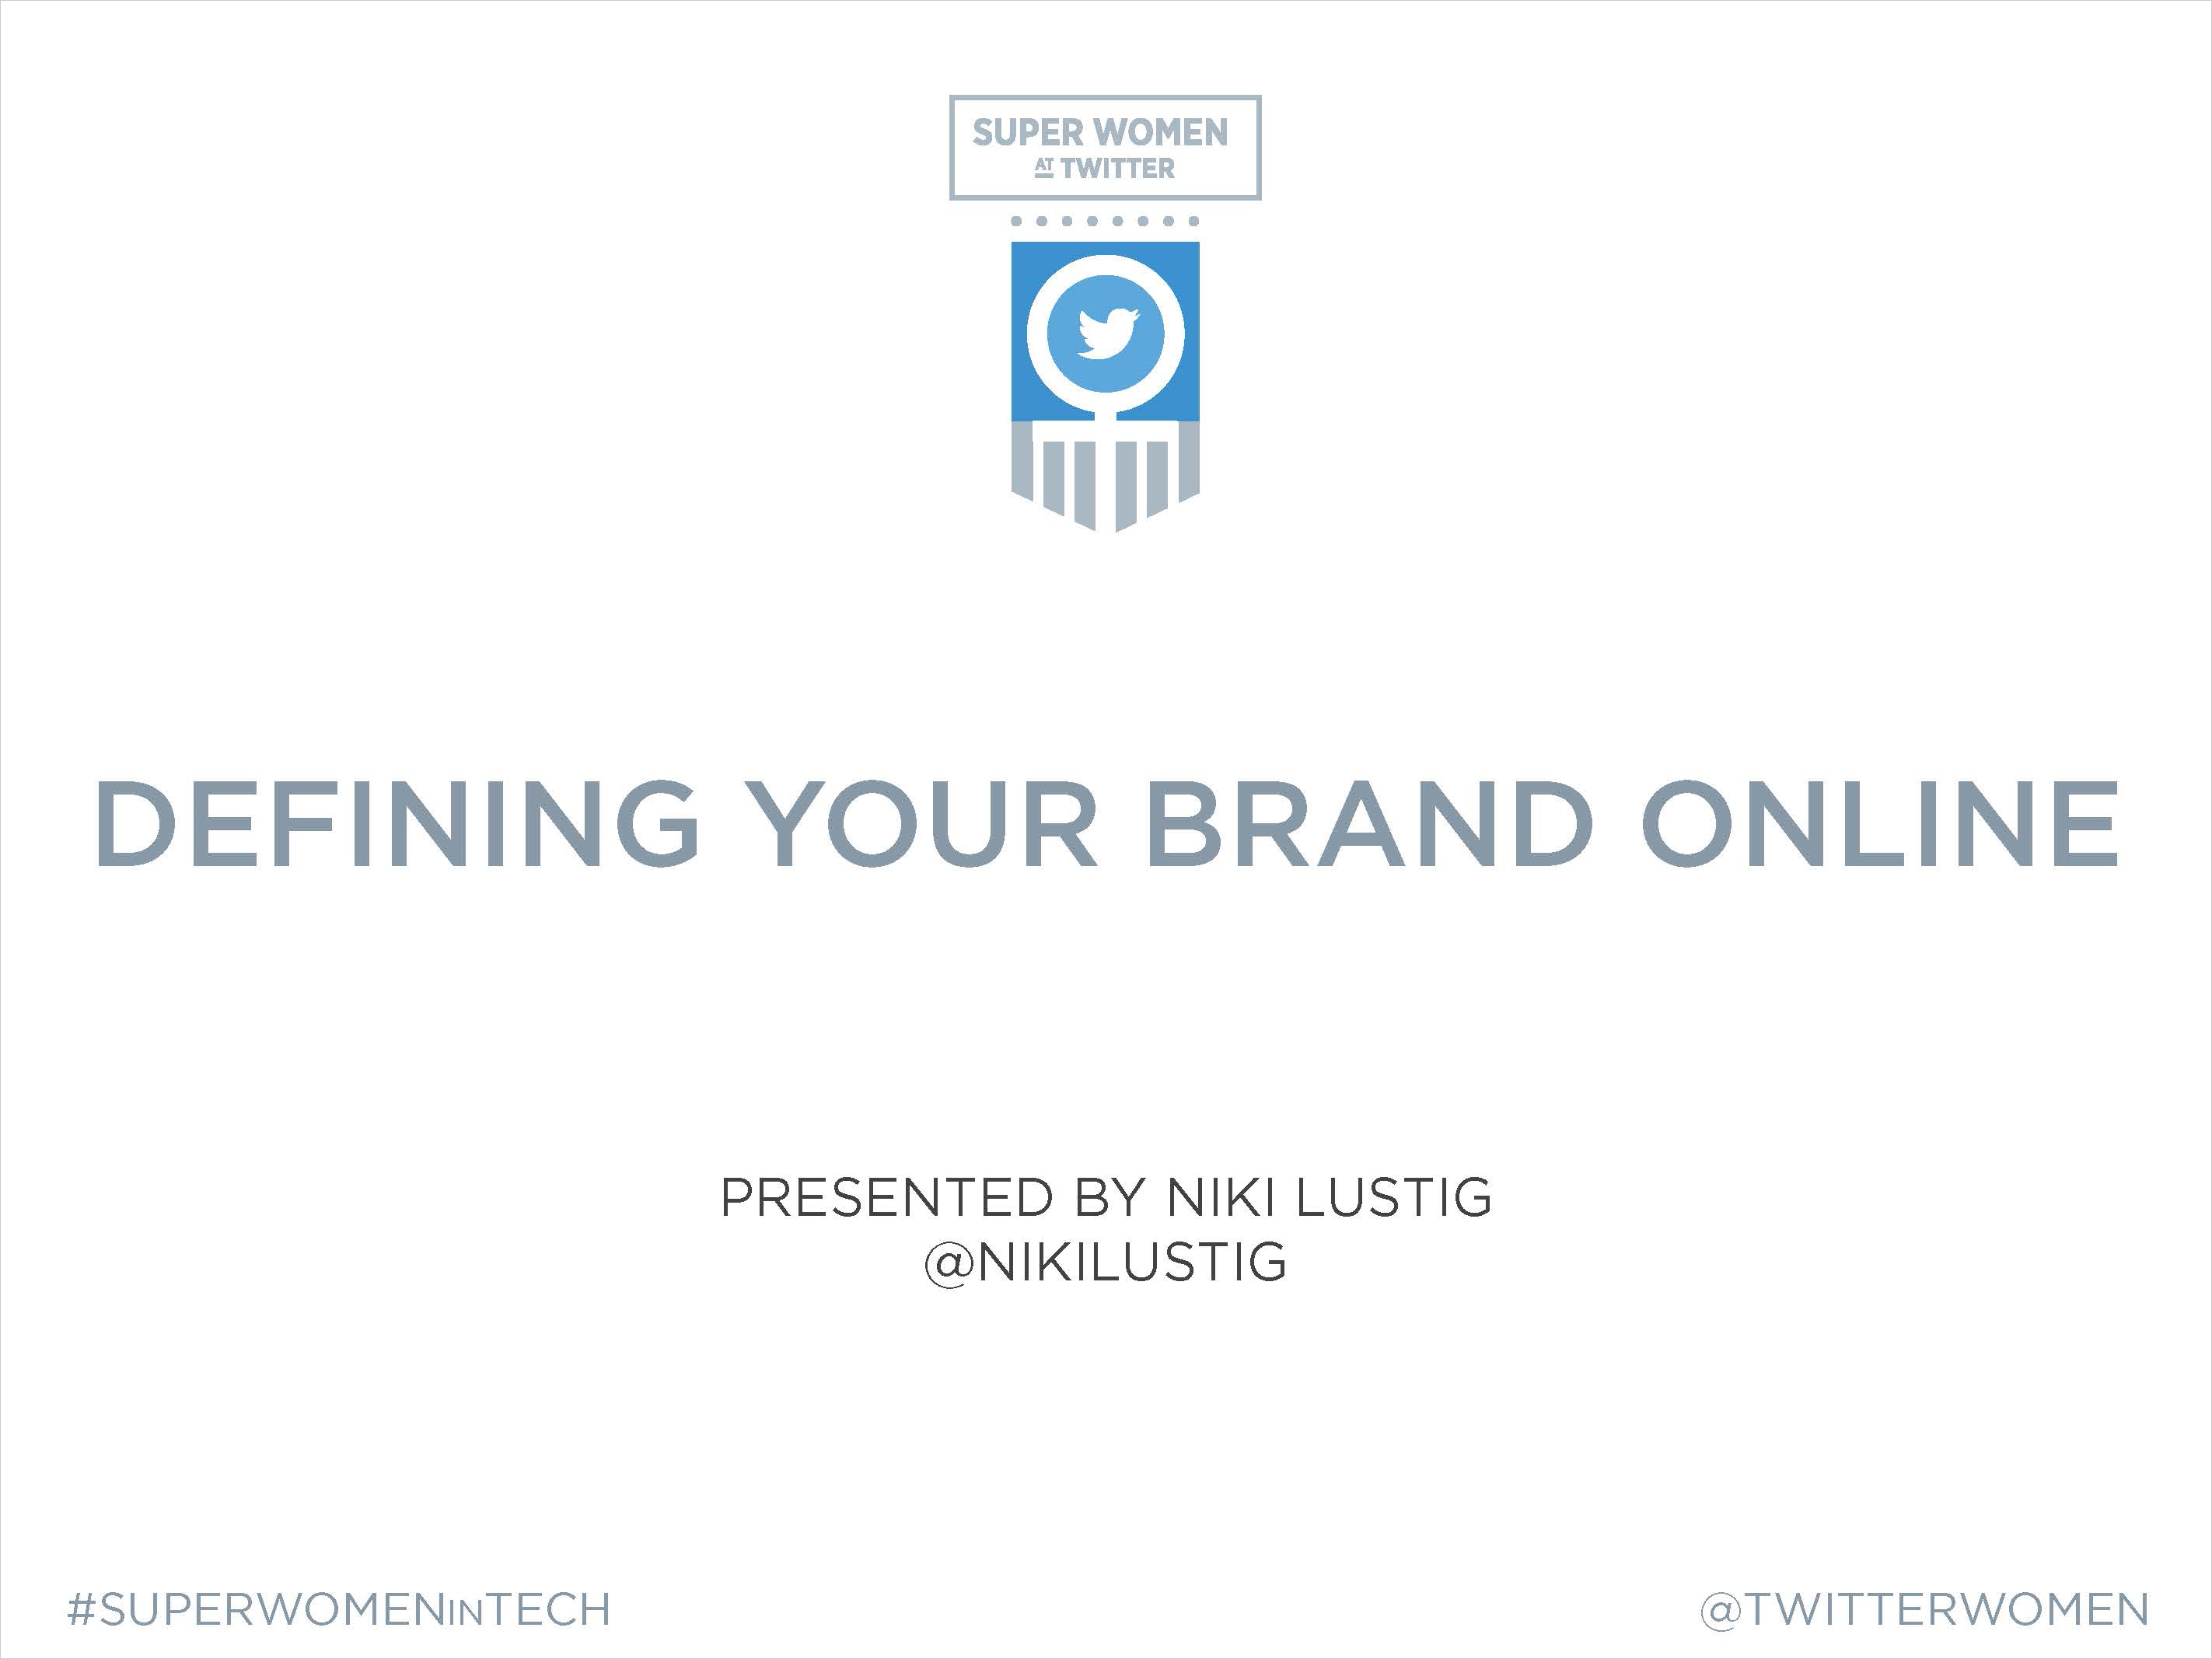 SUPER WOMEN
AT TWITTER
DEFINING YOUR BRAND ONLINE
PRESENTED BY NIKI LUSTIG
@NIKILUSTIG
#SUPERWOMENINTECH
@TWITTERWOMEN